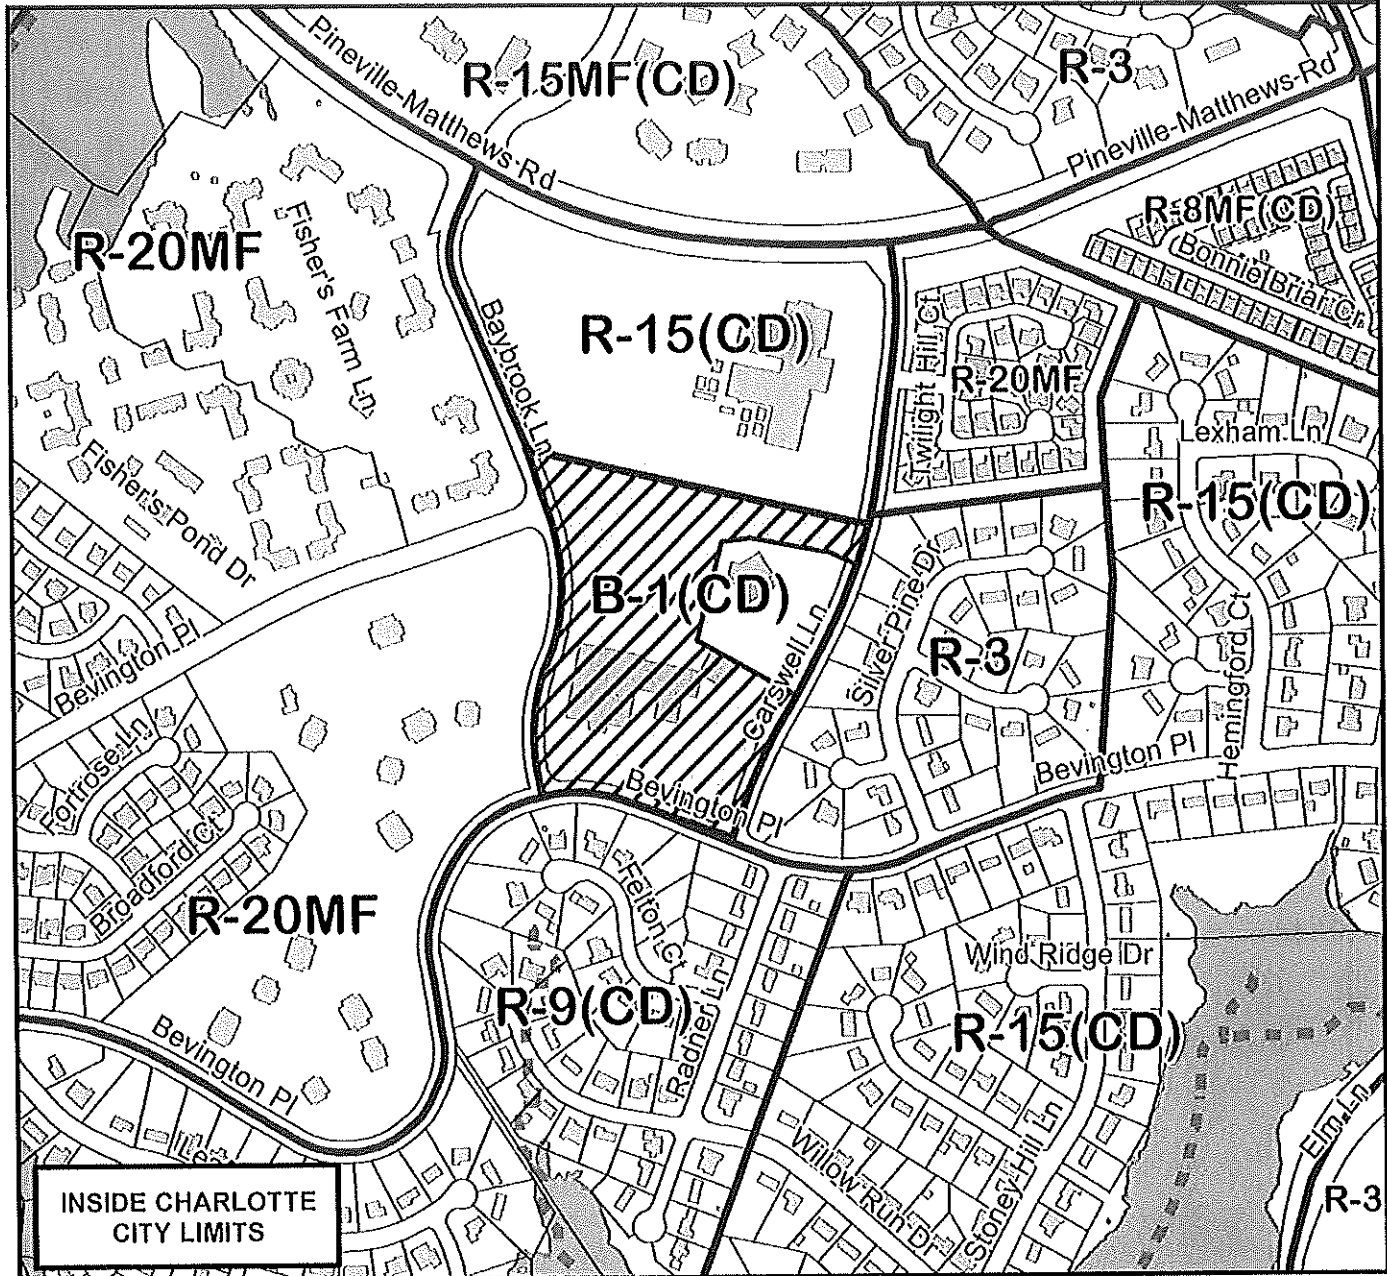 Pineville-Matthews-Rd
R-15MF(CD)
R-3
Pineville-Matthews-Rd
R-8MF(CD)
Bonnie Briar Cr
R-20MF
Fisher's Farm Ln
Baybrook Ln
R-15(CD)
Twilight Hill Ct
R-20MF
Lexham Ln
R-15(CD)
Fisher's Pond Dr
B-1(CD)
Carswell Ln
Silver Pine Dr
R-3
Hemingford Ct
Bevington Pl
Bevington Pl
Bevington Pl
Fortrose Ln
Broadford Ct
R-20MF
Felton Ct
Radner Ln
R-9(CD)
Wind Ridge Dr
R-15(CD)
Bevington Pl
Willow Run Dr
Stoney Hill Ln
Elm Ln
R-3
INSIDE CHARLOTTE
CITY LIMITS